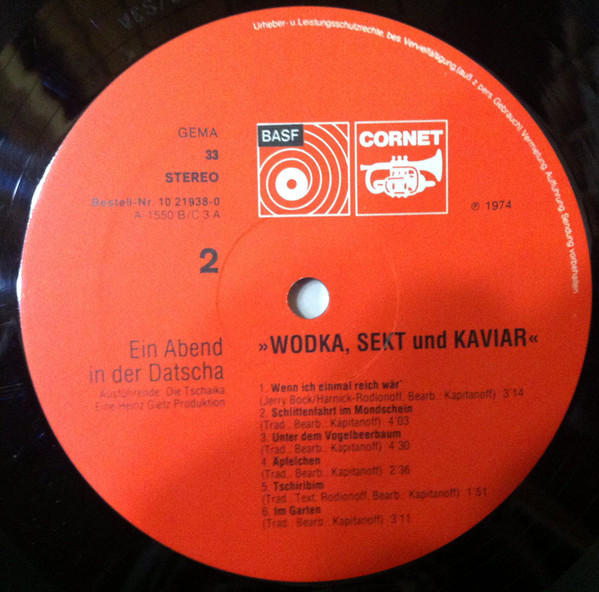 Urheber- u. Leistungsschutzrechte, bes. Vervielfältigung (auß. z. pers. Gebrauch) Vermietung, Aufführung, Sendung vorbehalten
GEMA
33
STEREO
Bestell-Nr. 10 21938-0
A-1550 B/C 3 A
BASF
CORNET
℗ 1974
2
Ein Abend
in der Datscha
Ausführende: Die Tschaika
Eine Heinz Gietz Produktion
»WODKA, SEKT und KAVIAR«
1. Wenn ich einmal reich wär'
(Jerry Bock/Harnick-Rodionoff, Bearb.: Kapitanoff) 3'14
2. Schlittenfahrt im Mondschein
(Trad., Bearb.: Kapitanoff) 4'03
3. Unter dem Vogelbeerbaum
(Trad., Bearb.: Kapitanoff) 4'30
4. Äpfelchen
(Trad., Bearb.: Kapitanoff) 2'36
5. Tschiribim
(Trad., Text: Rodionoff, Bearb.: Kapitanoff) 1'51
6. Im Garten
(Trad., Bearb.: Kapitanoff) 3'11